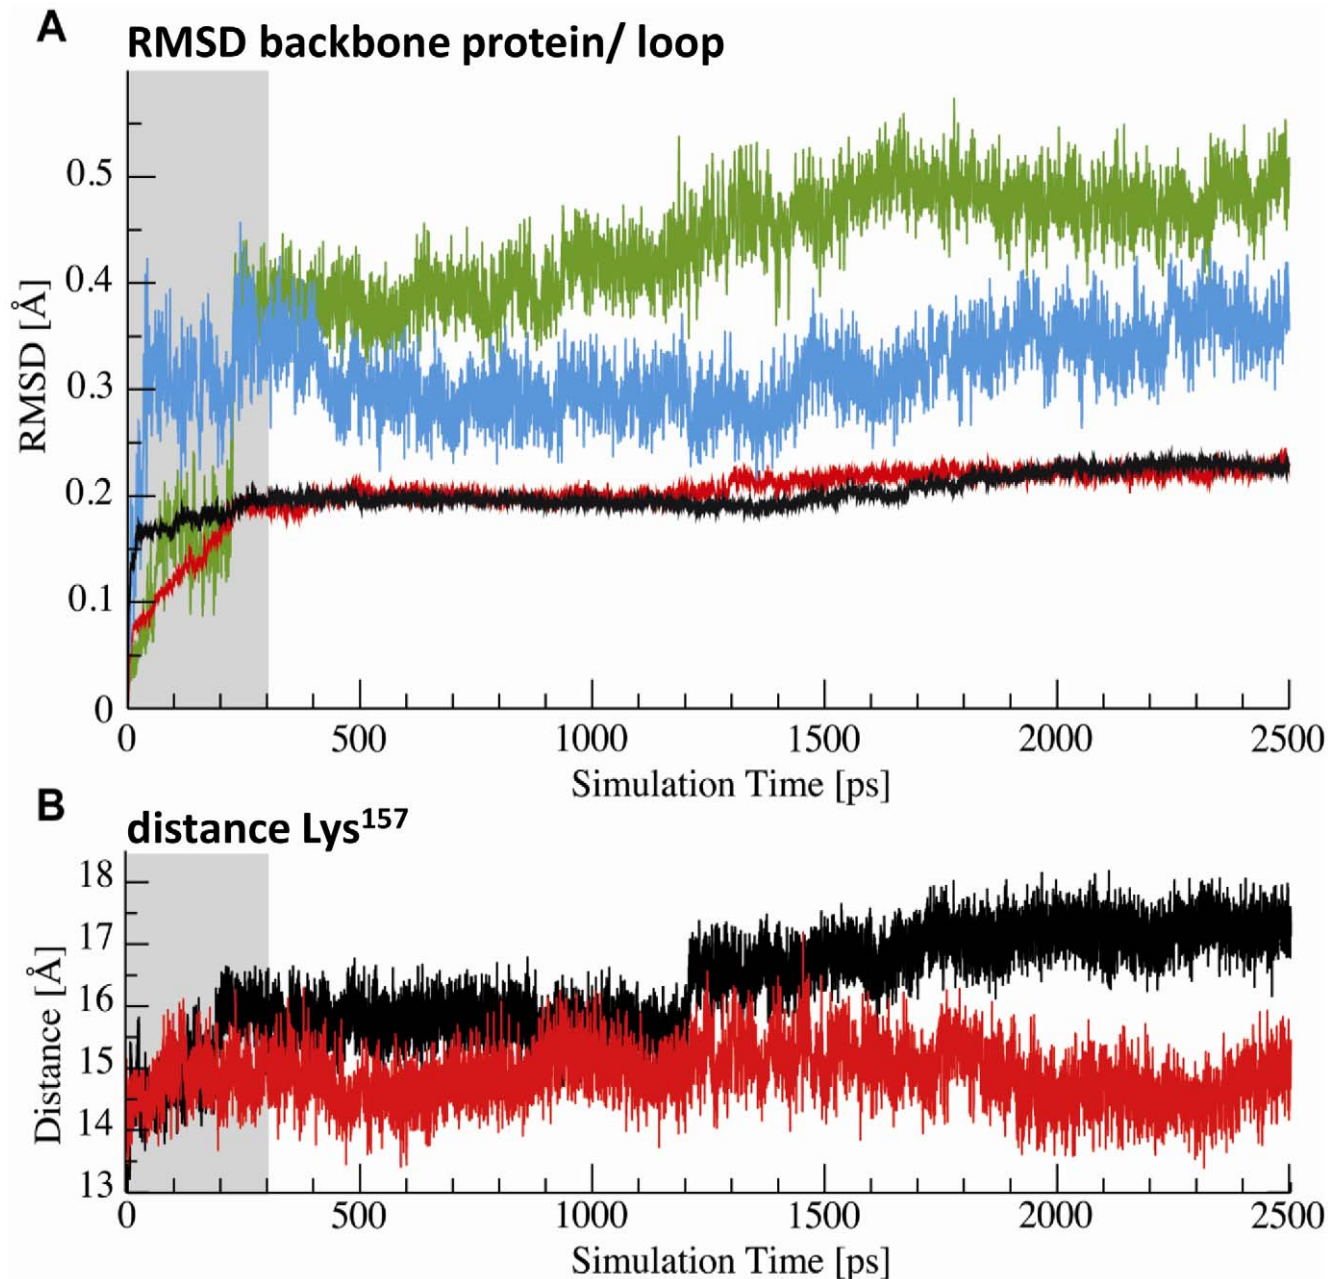 A
RMSD backbone protein/ loop
0.5
0.4
0.3
0.2
0.1
0
RMSD [Å]
0 500 1000 1500 2000 2500
Simulation Time [ps]
B
distance Lys¹⁵⁷
18
17
16
15
14
13
Distance [Å]
0 500 1000 1500 2000 2500
Simulation Time [ps]